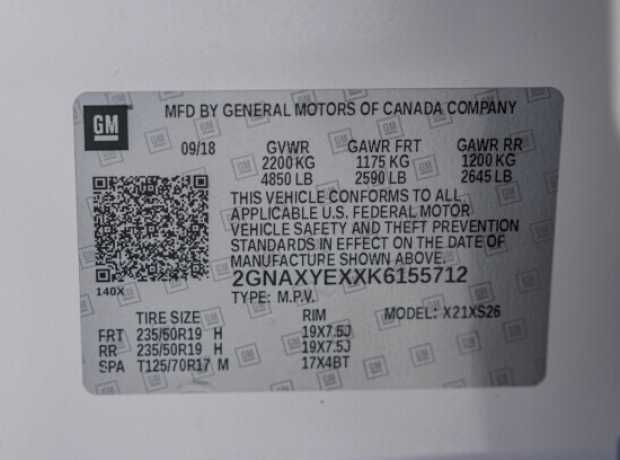 GM
MFD BY GENERAL MOTORS OF CANADA COMPANY
09/18 GVWR GAWR FRT GAWR RR
2200 KG 1175 KG 1200 KG
4850 LB 2590 LB 2645 LB
THIS VEHICLE CONFORMS TO ALL
APPLICABLE U.S. FEDERAL MOTOR
VEHICLE SAFETY AND THEFT PREVENTION
STANDARDS IN EFFECT ON THE DATE OF
MANUFACTURE SHOWN ABOVE.
2GNAXYEXXK6155712
140X
TYPE: M.P.V.
TIRE SIZE RIM MODEL: X21XS26
FRT 235/50R19 H 19X7.5J
RR 235/50R19 H 19X7.5J
SPA T125/70R17 M 17X4BT